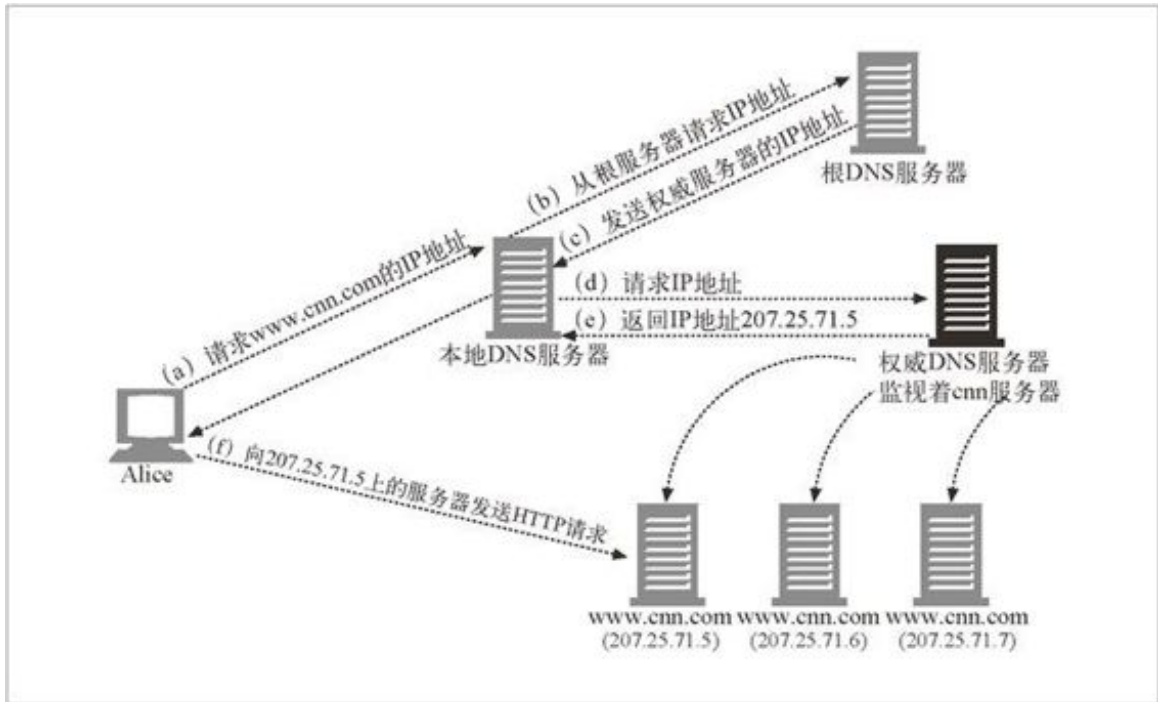 (b) 从根服务器请求IP地址
根DNS服务器
(c) 发送权威服务器的IP地址
(a) 请求www.cnn.com的IP地址
(d) 请求IP地址
(e) 返回IP地址207.25.71.5
本地DNS服务器
权威DNS服务器
监视着cnn服务器
Alice
(f) 向207.25.71.5上的服务器发送HTTP请求
www.cnn.com
(207.25.71.5)
www.cnn.com
(207.25.71.6)
www.cnn.com
(207.25.71.7)